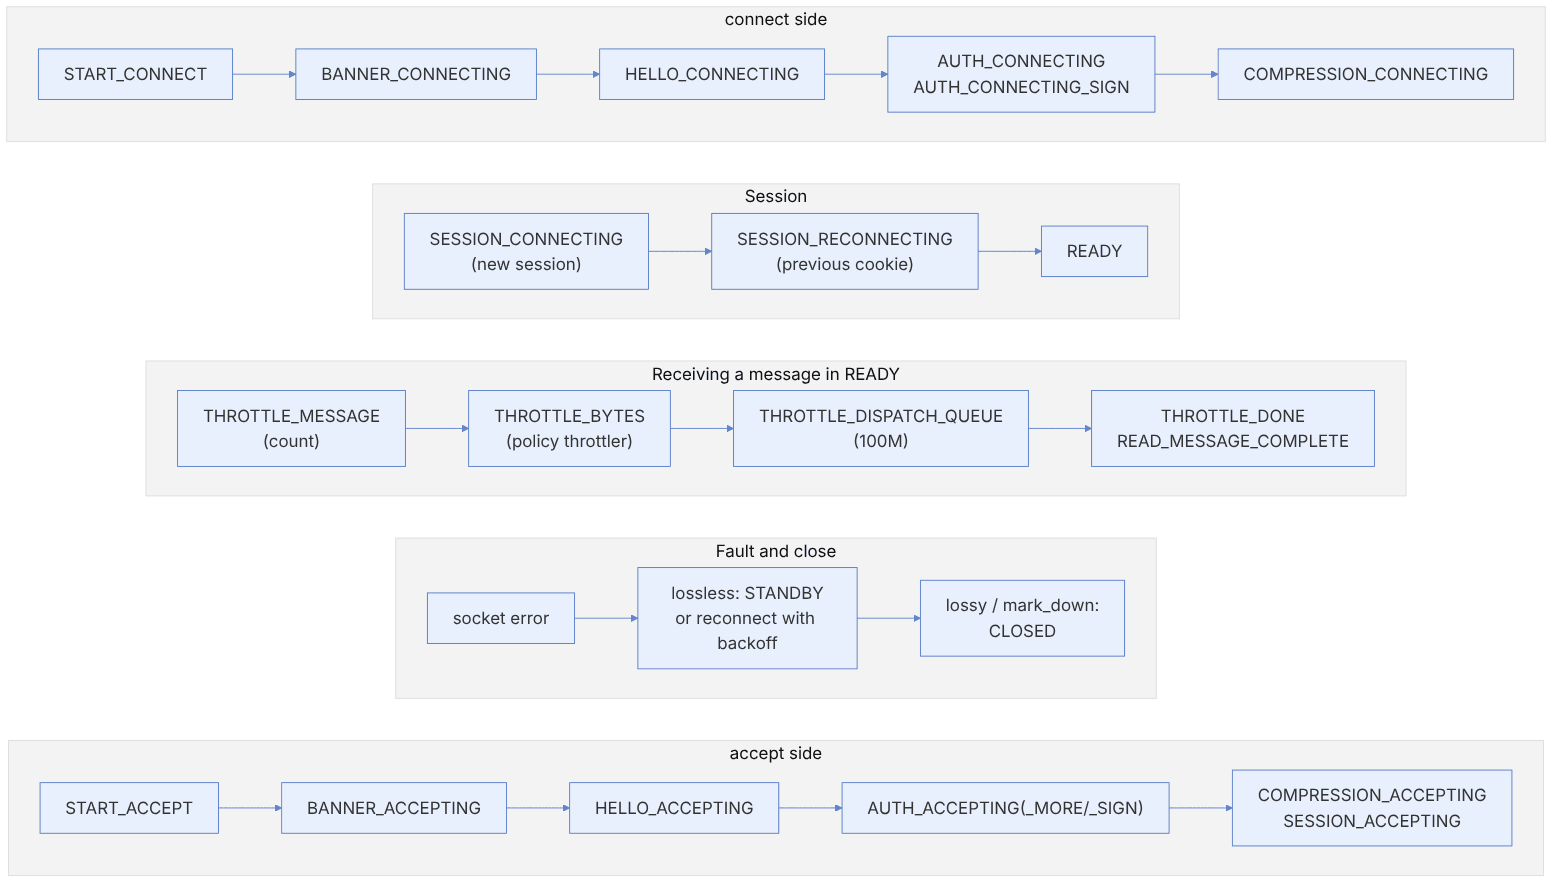 connect side
START_CONNECT
BANNER_CONNECTING
HELLO_CONNECTING
AUTH_CONNECTING
AUTH_CONNECTING_SIGN
COMPRESSION_CONNECTING
Session
SESSION_CONNECTING
(new session)
SESSION_RECONNECTING
(previous cookie)
READY
Receiving a message in READY
THROTTLE_MESSAGE
(count)
THROTTLE_BYTES
(policy throttler)
THROTTLE_DISPATCH_QUEUE
(100M)
THROTTLE_DONE
READ_MESSAGE_COMPLETE
Fault and close
socket error
lossless: STANDBY
or reconnect with
backoff
lossy / mark_down:
CLOSED
accept side
START_ACCEPT
BANNER_ACCEPTING
HELLO_ACCEPTING
AUTH_ACCEPTING(_MORE/_SIGN)
COMPRESSION_ACCEPTING
SESSION_ACCEPTING